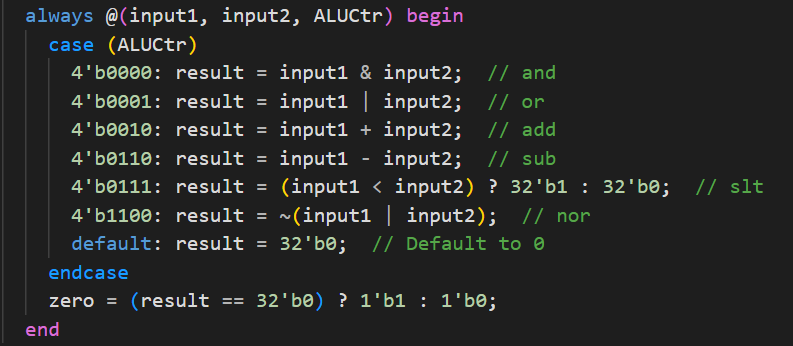 always @(input1, input2, ALUCtr) begin
case (ALUCtr)
4'b0000: result = input1 & input2; // and
4'b0001: result = input1 | input2; // or
4'b0010: result = input1 + input2; // add
4'b0110: result = input1 - input2; // sub
4'b0111: result = (input1 < input2) ? 32'b1 : 32'b0; // slt
4'b1100: result = ~(input1 | input2); // nor
default: result = 32'b0; // Default to 0
endcase
zero = (result == 32'b0) ? 1'b1 : 1'b0;
end